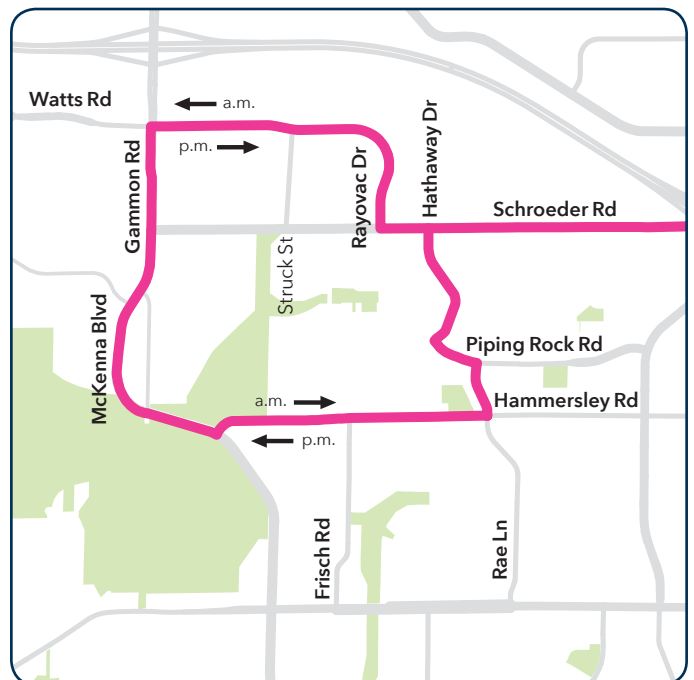 Watts Rd
a.m.
p.m.
Gammon Rd
Rayovac Dr
Hathaway Dr
Schroeder Rd
Struck St
McKenna Blvd
Piping Rock Rd
a.m.
Hammersley Rd
p.m.
Frisch Rd
Rae Ln